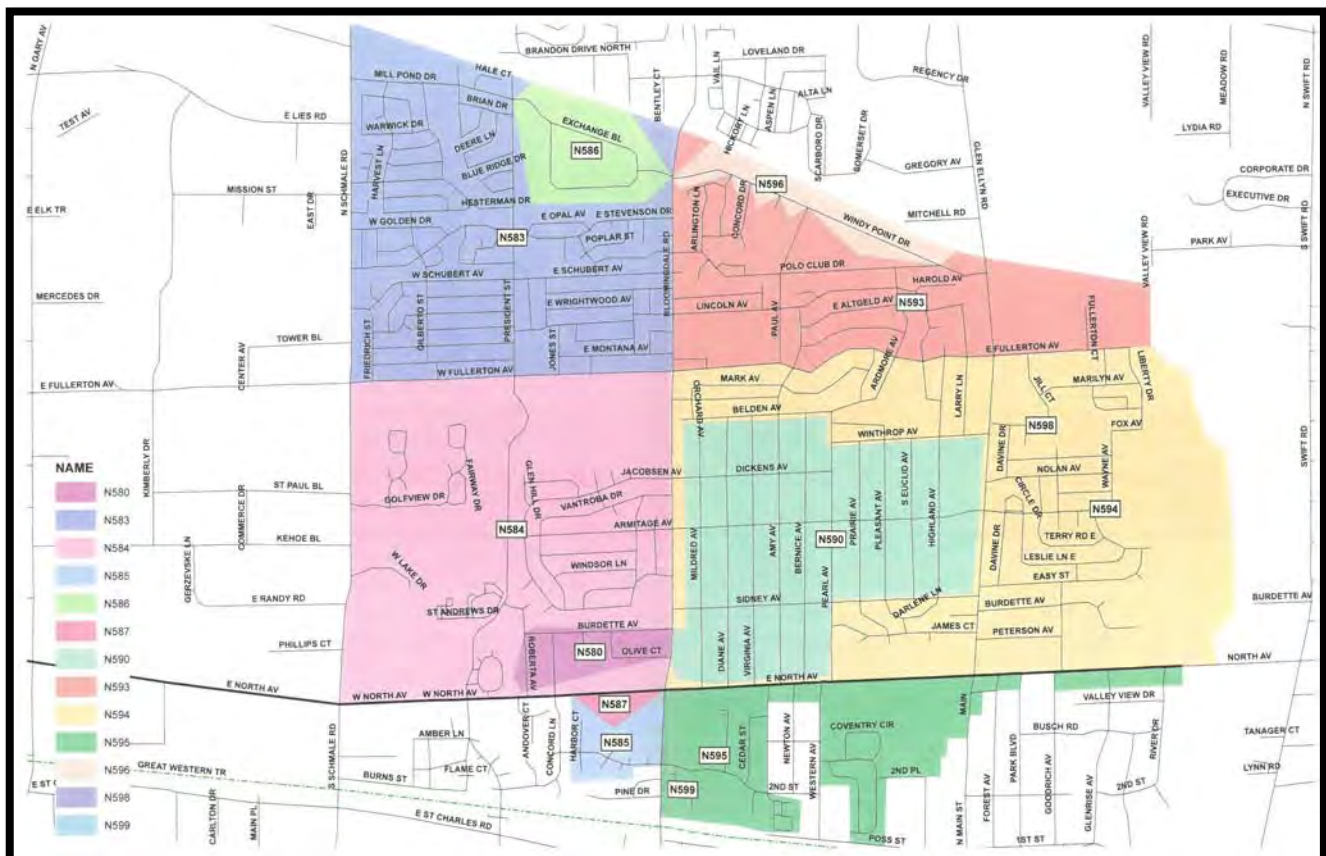 BRANDON DRIVE NORTH
LOVELAND DR
N GARY AV
VAIL LN
REGENCY DR
VALLEY VIEW RD
MEADOW RD
N SWIFT RD
HALE CT
MILL POND DR
BENTLEY CT
ASPEN LN
ALTA LN
BRIAN DR
TEST AV
E LIES RD
EXCHANGE BL
WARWICK DR
LYDIA RD
DEERE LN
N586
HICKORT LN
SCARBORO DR
SOMERSET DR
GREGORY AV
GLEN ELLYN RD
HARVEST LN
BLUE RIDGE DR
CORPORATE DR
MISSION ST
EAST DR
N SCHMALE RD
N596
EXECUTIVE DR
HESTERMAN DR
ARLINGTON LN
CONCORD DR
E ELK TR
W GOLDEN DR
E OPAL AV
E STEVENSON DR
MITCHELL RD
WINDY POINT DR
N583
POPLAR ST
PARK AV
VALLEY VIEW RD
S SWIFT RD
BLOOMINGDALE RD
POLO CLUB DR
W SCHUBERT AV
E SCHUBERT AV
HAROLD AV
MERCEDES DR
E WRIGHTWOOD AV
LINCOLN AV
E ALTGELD AV
N593
GILBERTO ST
PRESIDENT ST
PAUL AV
FULLERTON CT
TOWER BL
FRIEDRICH ST
JONES ST
E MONTANA AV
E FULLERTON AV
CENTER AV
W FULLERTON AV
ARDMORE AV
E FULLERTON AV
MARK AV
ORCHARD AV
LARRY LN
JILL CT
MARILYN AV
LIBERTY DR
BELDEN AV
KIMBERLY DR
WINTHROP AV
N598
FOX AV
SWIFT RD
DAVINE DR
NAME
JACOBSEN AV
DICKENS AV
S EUCLID AV
NOLAN AV
WAYNE AV
N580
FAIRWAY DR
GLEN HILL DR
ST PAUL BL
GOLFVIEW DR
VANTROBA DR
CIRCLE DR
N583
COMMERCE DR
N584
ARMITAGE AV
N594
N584
KEHOE BL
MILDRED AV
AMY AV
BERNICE AV
N590
PRAIRIE AV
PLEASANT AV
HIGHLAND AV
TERRY RD E
N585
GERZEVSKE LN
W LAKE DR
WINDSOR LN
DAVINE DR
LESLIE LN E
N586
EASY ST
E RANDY RD
ST ANDREWS DR
SIDNEY AV
PEARL AV
DARLENE LN
BURDETTE AV
BURDETTE AV
N587
BURDETTE AV
JAMES CT
PETERSON AV
PHILLIPS CT
ROBERTA AV
N580
OLIVE CT
DIANE AV
VIRGINIA AV
N590
NORTH AV
E NORTH AV
W NORTH AV
W NORTH AV
E NORTH AV
N593
N587
VALLEY VIEW DR
N594
ANDOVER CT
CONCORD LN
HARBOR CT
AMBER LN
N585
N595
CEDAR ST
NEWTON AV
COVENTRY CIR
MAIN
PARK BLVD
BUSCH RD
RIVER DR
TANAGER CT
N595
S SCHMALE RD
GREAT WESTERN TR
FLAME CT
WESTERN AV
2ND PL
LYNN RD
N596
E ST C
BURNS ST
N599
2ND ST
FOREST AV
GOODRICH AV
GLENRISE AV
2ND ST
N598
CARLTON DR
MAIN PL
PINE DR
N599
E ST CHARLES RD
POSS ST
N MAIN ST
1ST ST